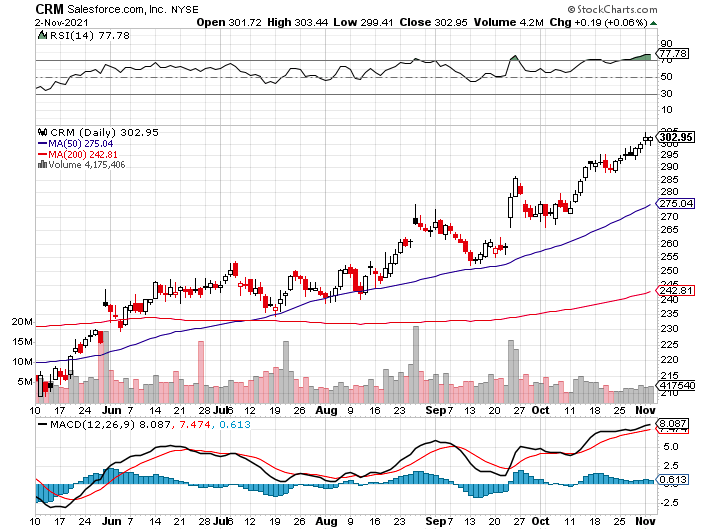 CRM Salesforce.com, Inc. NYSE © StockCharts.com
2-Nov-2021 Open 301.72 High 303.44 Low 299.41 Close 302.95 Volume 4.2M Chg +0.19 (+0.06%)
RSI(14) 77.78
90
77.78
70
50
30
10
CRM (Daily) 302.95
MA(50) 275.04
MA(200) 242.81
Volume 4,175,406
302.95
295
290
285
280
275.04
270
265
260
255
250
245
242.81
240
235
230
225
220
215
210
4175406
20M
15M
10M
5M
10 17 24 Jun 7 14 21 28 Jul 6 12 19 26 Aug 9 16 23 Sep 7 13 20 27 Oct 11 18 25 Nov
MACD(12,26,9) 8.087, 7.474, 0.613
8.087
7.474
5.0
2.5
0.613
-2.5
10 17 24 Jun 7 14 21 28 Jul 6 12 19 26 Aug 9 16 23 Sep 7 13 20 27 Oct 11 18 25 Nov